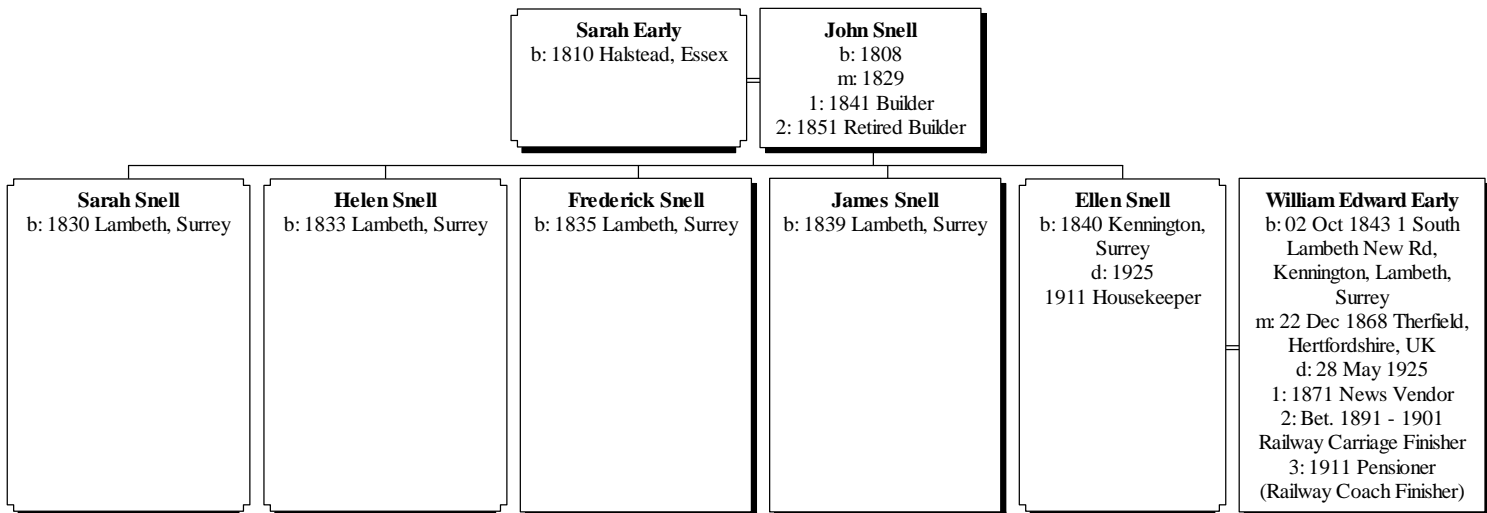 Sarah Early
b: 1810 Halstead, Essex
John Snell
b: 1808
m: 1829
1: 1841 Builder
2: 1851 Retired Builder
Sarah Snell
b: 1830 Lambeth, Surrey
Helen Snell
b: 1833 Lambeth, Surrey
Frederick Snell
b: 1835 Lambeth, Surrey
James Snell
b: 1839 Lambeth, Surrey
Ellen Snell
b: 1840 Kennington,
Surrey
d: 1925
1911 Housekeeper
William Edward Early
b: 02 Oct 1843 1 South
Lambeth New Rd,
Kennington, Lambeth,
Surrey
m: 22 Dec 1868 Therfield,
Hertfordshire, UK
d: 28 May 1925
1: 1871 News Vendor
2: Bet. 1891 - 1901
Railway Carriage Finisher
3: 1911 Pensioner
(Railway Coach Finisher)